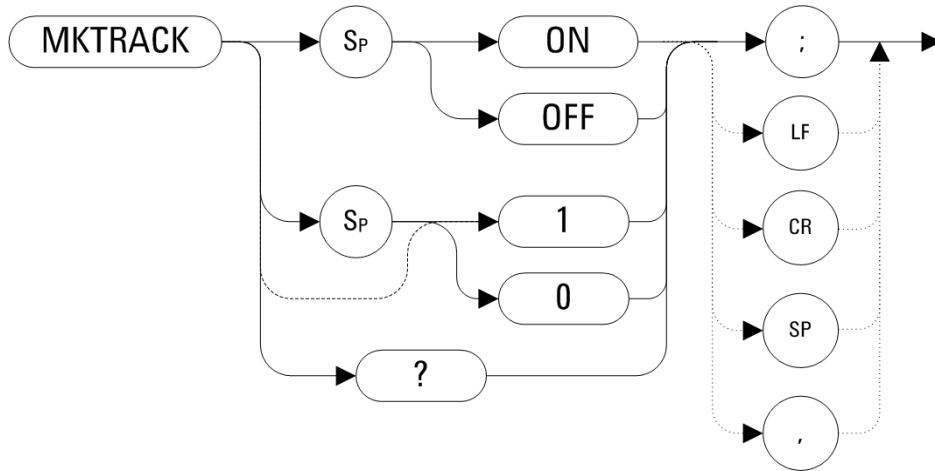 MKTRACK SP ON ;
OFF
LF
SP 1 CR
0
SP
?
,